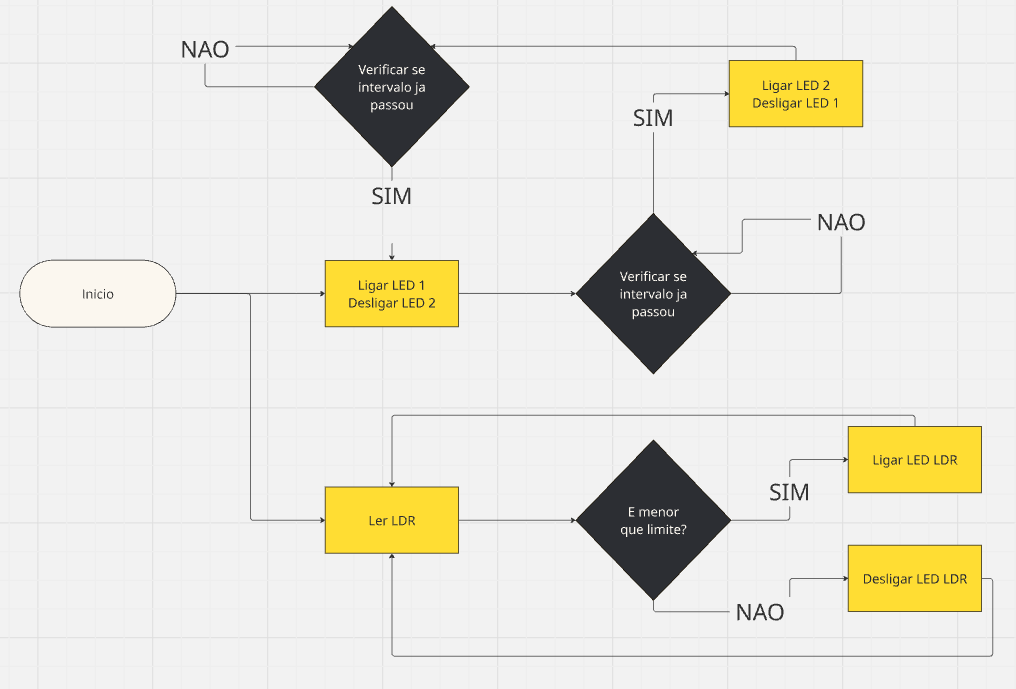 NAO
Verificar se
intervalo ja
passou
Ligar LED 2
Desligar LED 1
SIM
SIM
NAO
Verificar se
intervalo ja
passou
Início
Ligar LED 1
Desligar LED 2
Ligar LED LDR
SIM
Ler LDR
E menor
que limite?
Desligar LED LDR
NAO